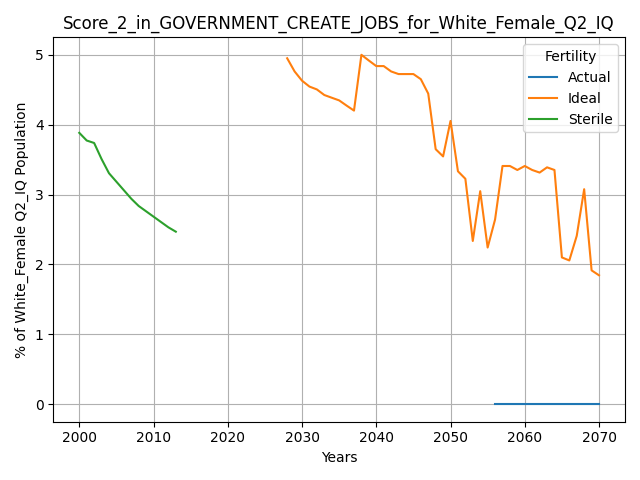 Score_2_in_GOVERNMENT_CREATE_JOBS_for_White_Female_Q2_IQ
% of White_Female Q2_IQ Population
5
4
3
2
1
0
Fertility
Actual
Ideal
Sterile
2000 2010 2020 2030 2040 2050 2060 2070
Years